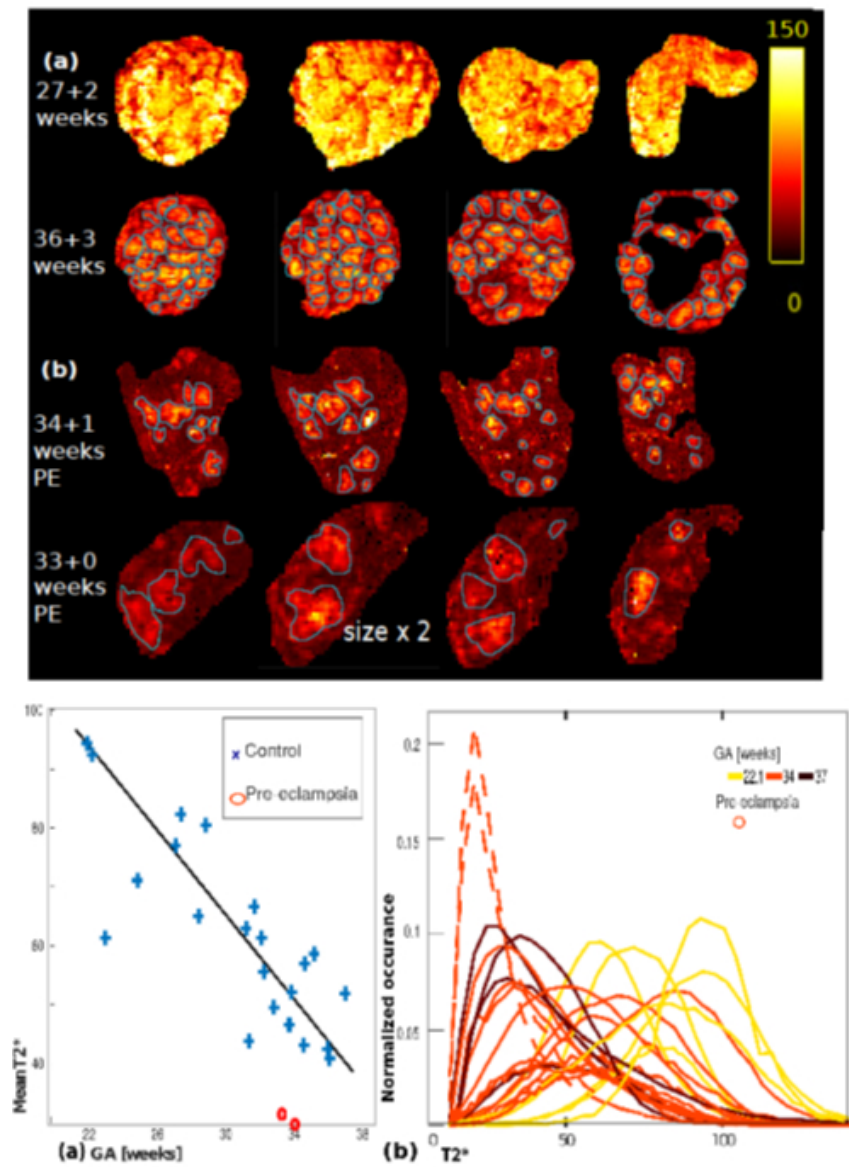 (a)
27+2
weeks
150
0
36+3
weeks
(b)
34+1
weeks
PE
33+0
weeks
PE
size x 2
100
80
60
40
MeanT2*
22
26
30
34
38
(a) GA [weeks]
x Control
Pre-eclampsia
0.2
0.15
0.1
0.05
Normalized occurance
GA [weeks]
22.1 34 37
Pre-eclampsia
0
50
100
(b) T2*